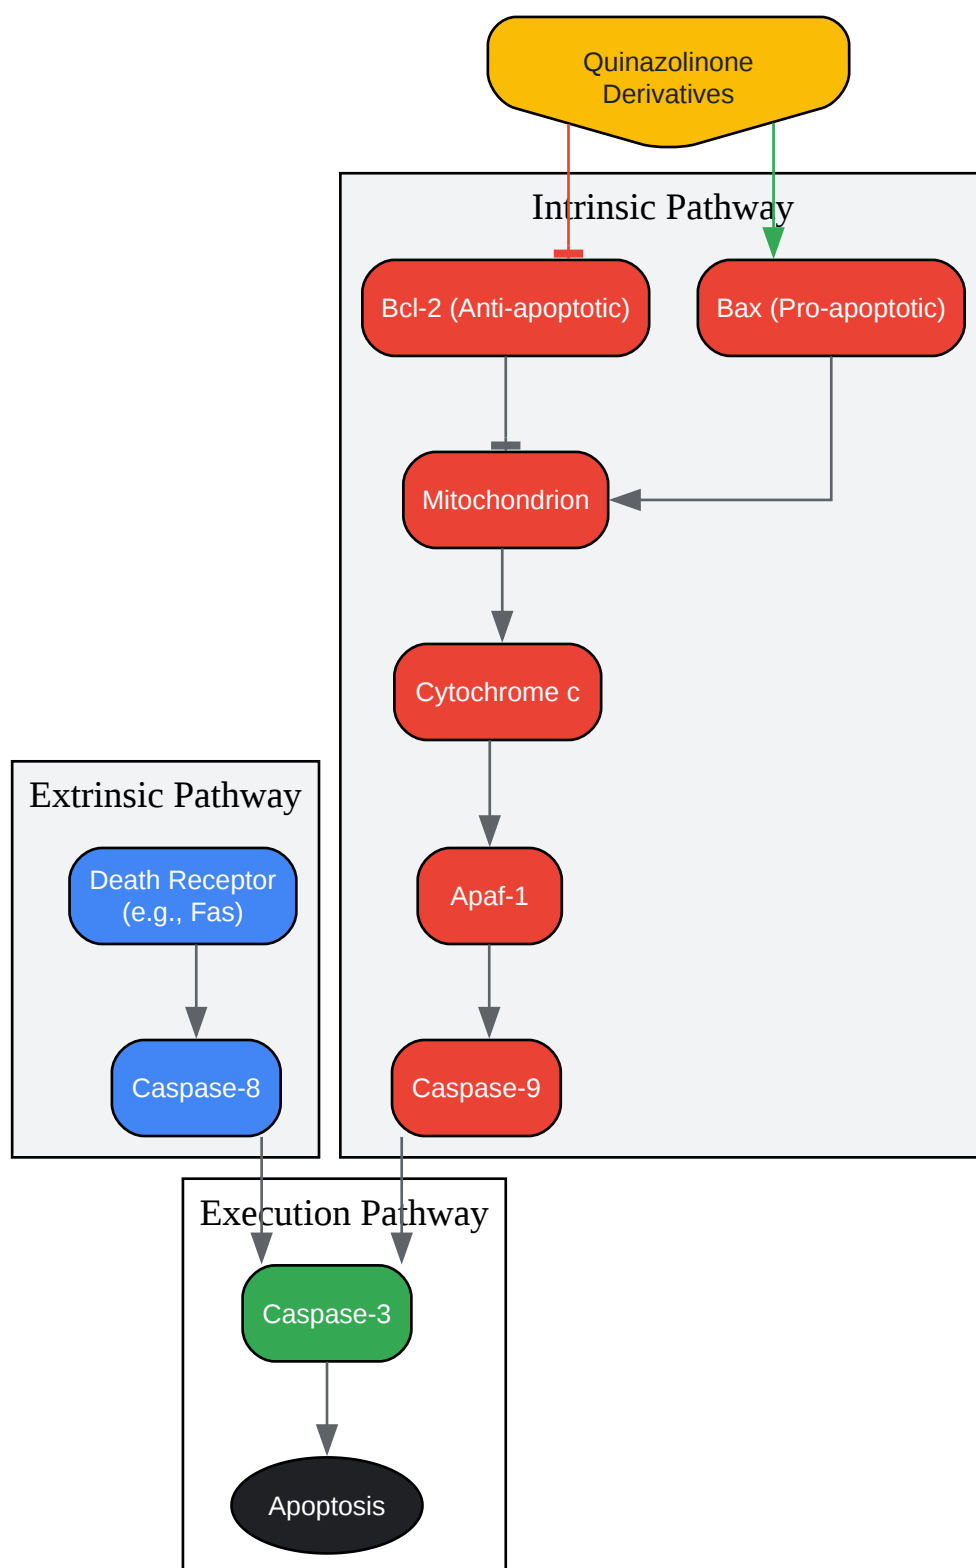 Quinazolinone
Derivatives
Intrinsic Pathway
Bcl-2 (Anti-apoptotic)
Bax (Pro-apoptotic)
Mitochondrion
Cytochrome c
Apaf-1
Caspase-9
Extrinsic Pathway
Death Receptor
(e.g., Fas)
Caspase-8
Execution Pathway
Caspase-3
Apoptosis